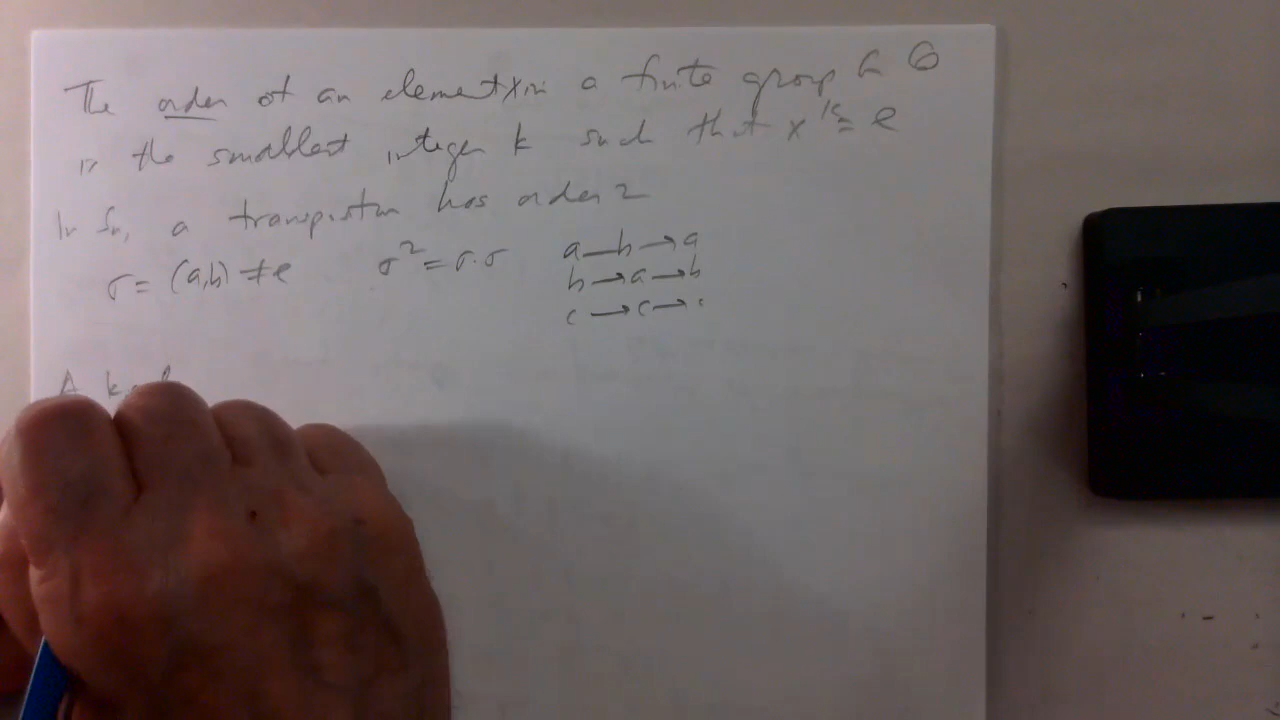 The order of an element x in a finite group G
is the smallest integer k such that x^k = e
In Sn, a transposition has order 2
σ = (a,b) ≠ e σ² = σ·σ a — b → a
b → a → b
c → c → c
A